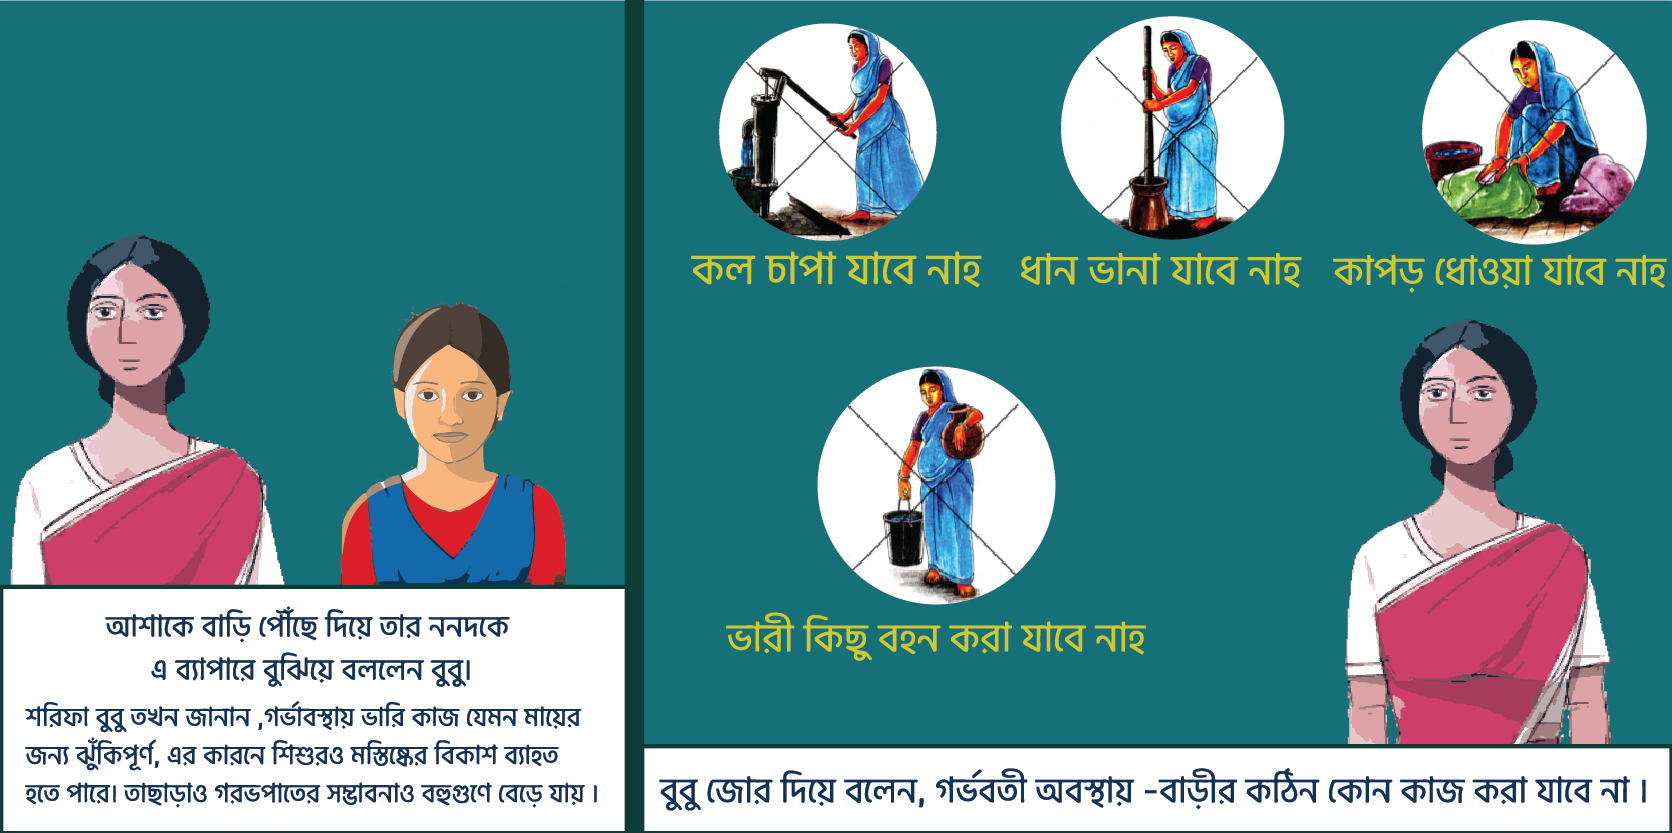 আশাকে বাড়ি পৌঁছে দিয়ে তার ননদকে
এ ব্যাপারে বুঝিয়ে বললেন বুবু।
শরিফা বুবু তখন জানান ,গর্ভাবস্থায় ভারি কাজ যেমন মায়ের
জন্য ঝুঁকিপূর্ণ, এর কারনে শিশুরও মস্তিষ্কের বিকাশ ব্যাহত
হতে পারে। তাছাড়াও গরভপাতের সম্ভাবনাও বহুগুণে বেড়ে যায় ।
কল চাপা যাবে নাহ
ধান ভানা যাবে নাহ
কাপড় ধোওয়া যাবে নাহ
ভারী কিছু বহন করা যাবে নাহ
বুবু জোর দিয়ে বলেন, গর্ভবতী অবস্থায় -বাড়ীর কঠিন কোন কাজ করা যাবে না ।